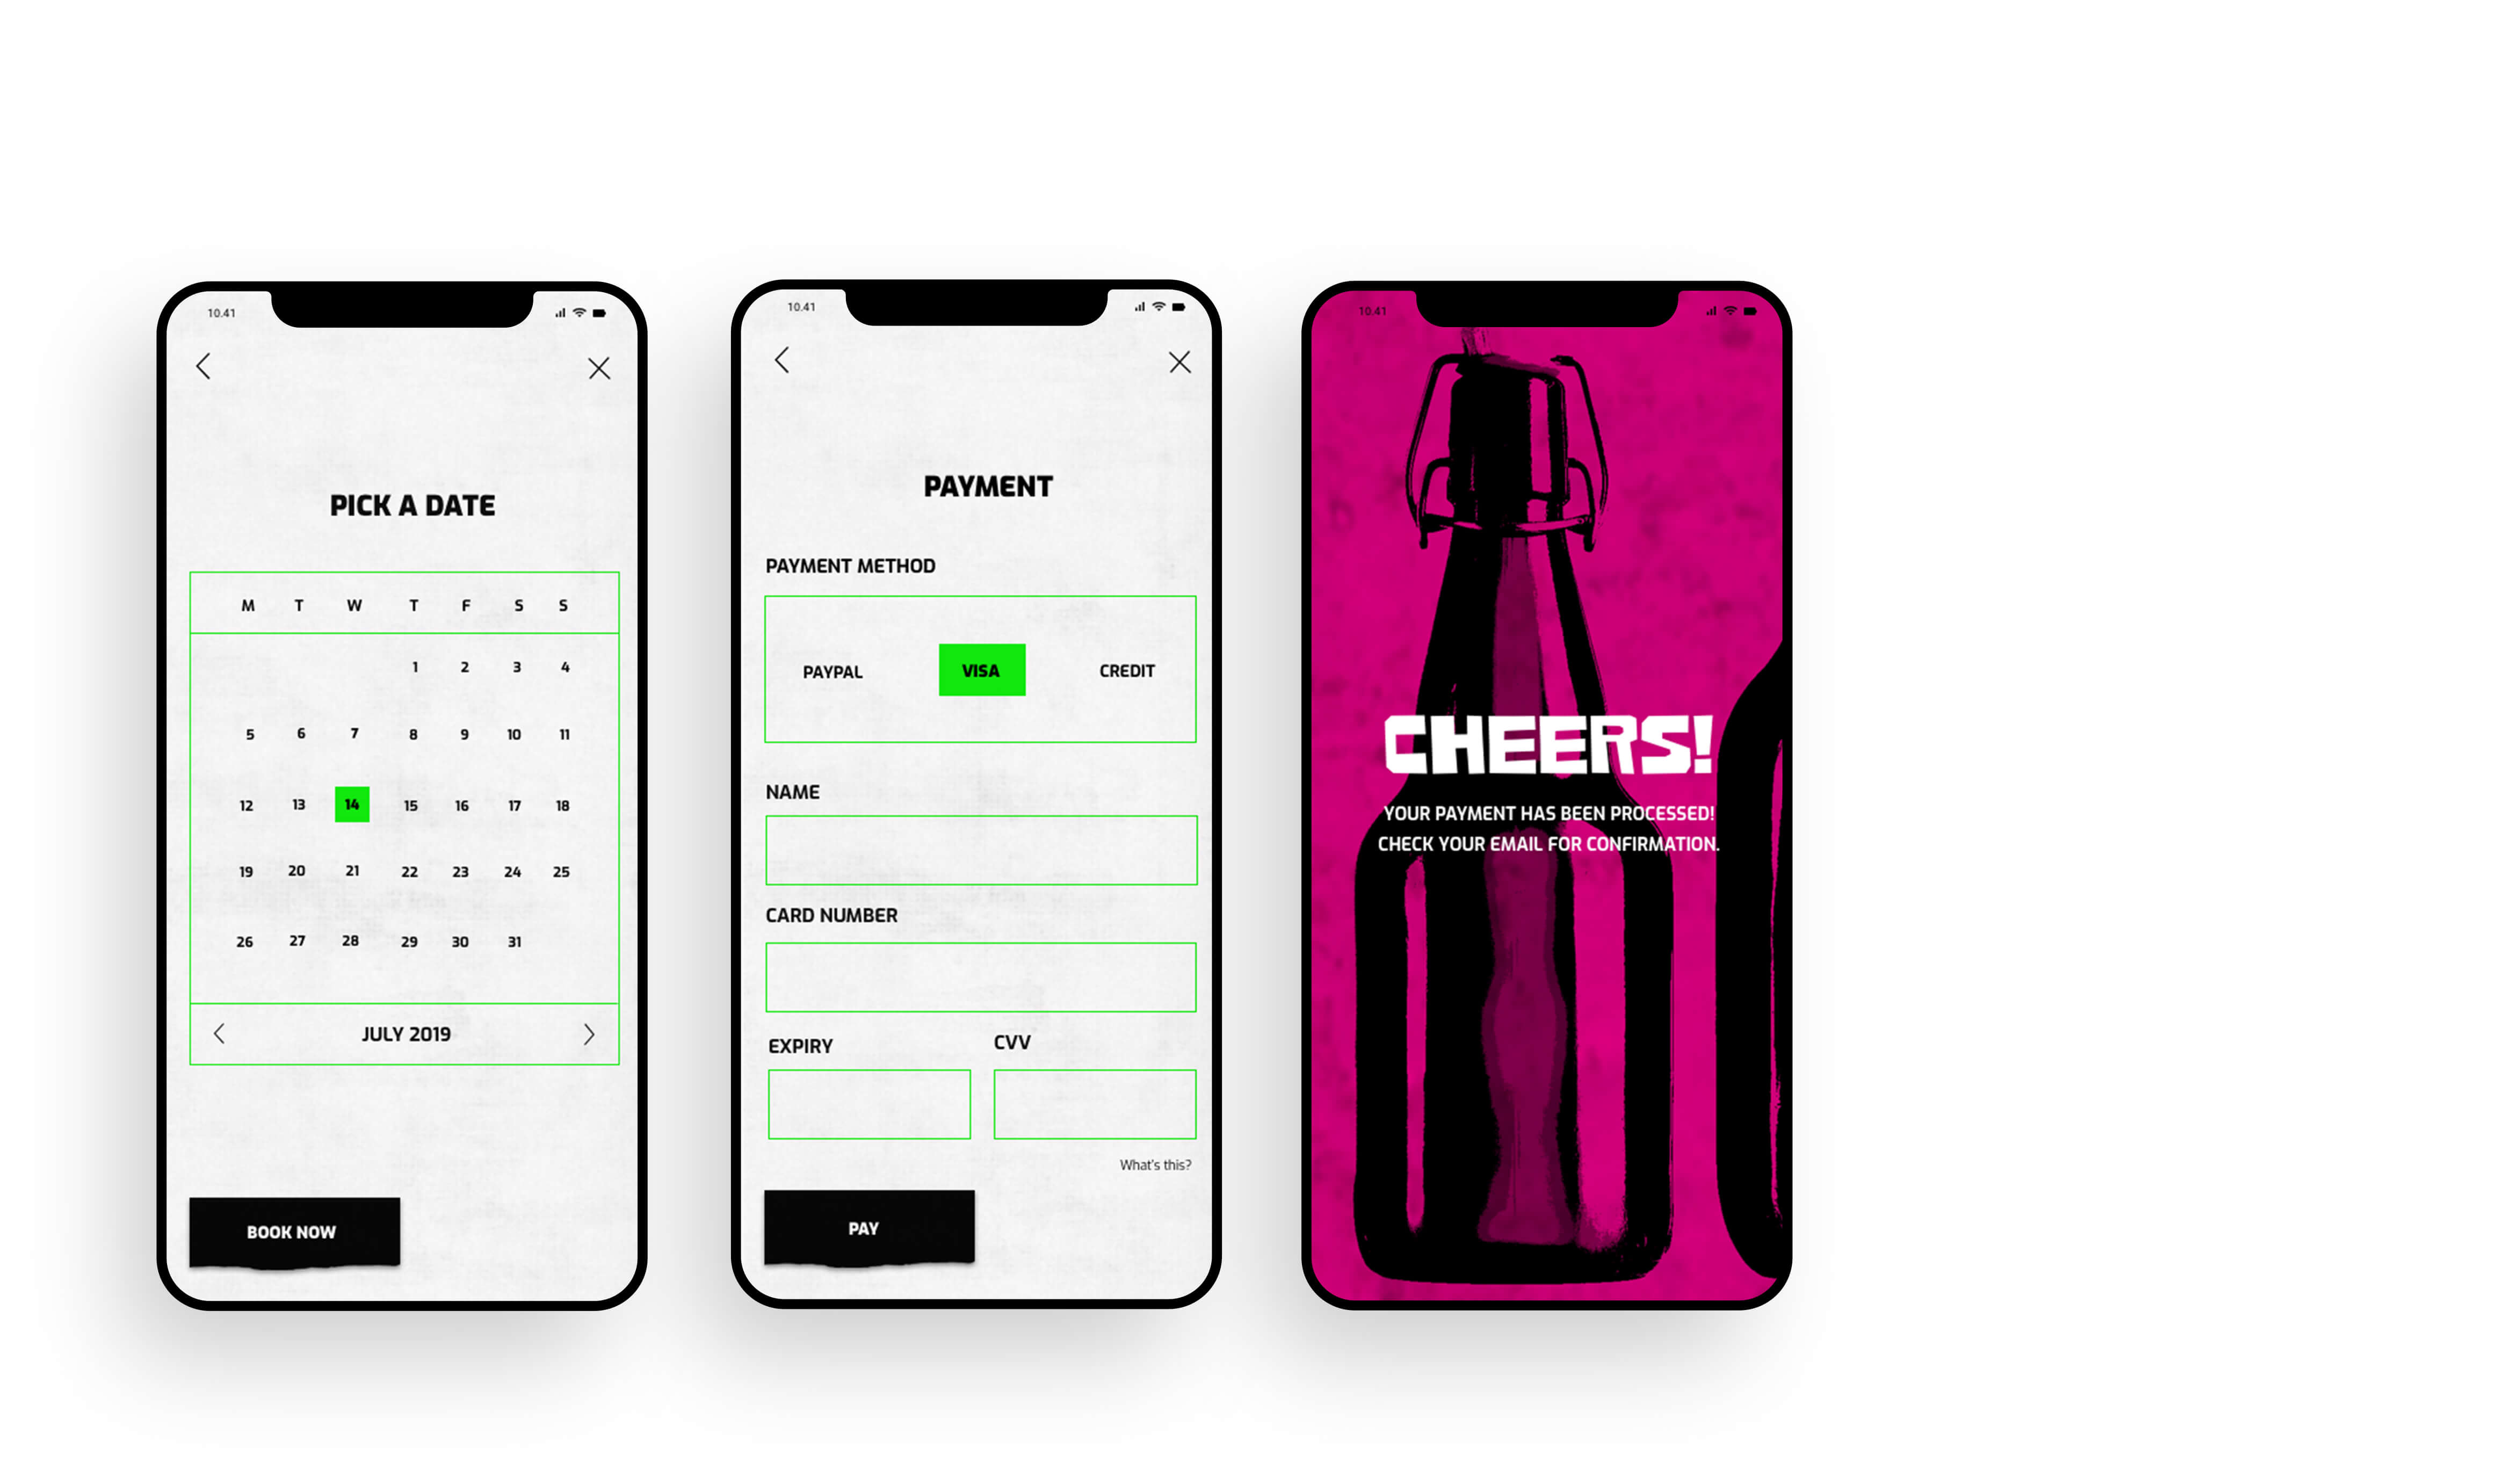 10.41
PICK A DATE
M T W T F S S
1 2 3 4
5 6 7 8 9 10 11
12 13 14 15 16 17 18
19 20 21 22 23 24 25
26 27 28 29 30 31
JULY 2019
BOOK NOW
10.41
PAYMENT
PAYMENT METHOD
PAYPAL VISA CREDIT
NAME
CARD NUMBER
EXPIRY CVV
What's this?
PAY
10.41
CHEERS!
YOUR PAYMENT HAS BEEN PROCESSED!
CHECK YOUR EMAIL FOR CONFIRMATION.